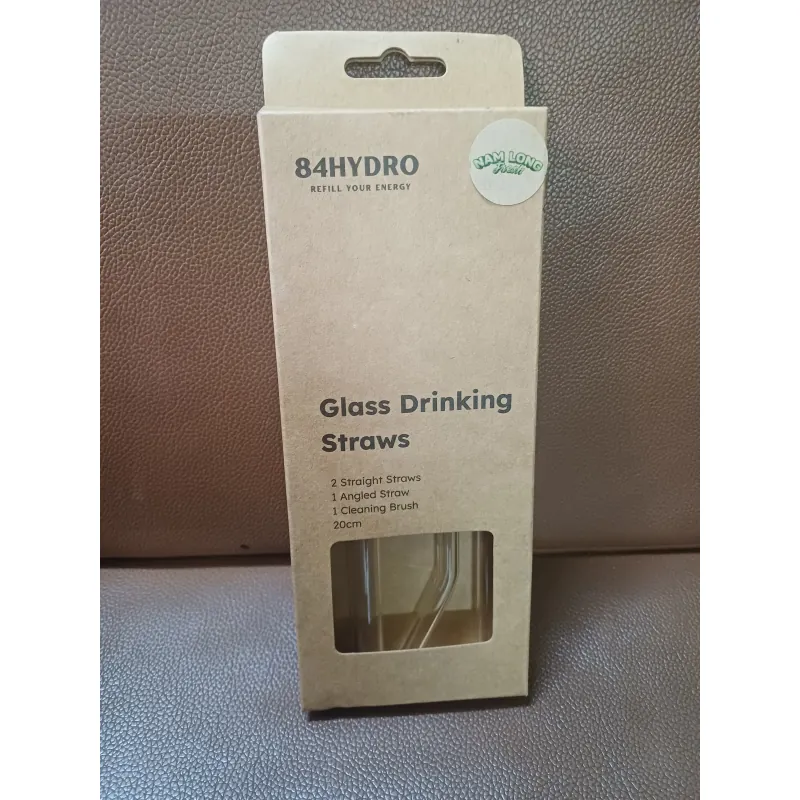 84HYDRO
REFILL YOUR ENERGY
NAM LONG
Glass Drinking
Straws
2 Straight Straws
1 Angled Straw
1 Cleaning Brush
20cm